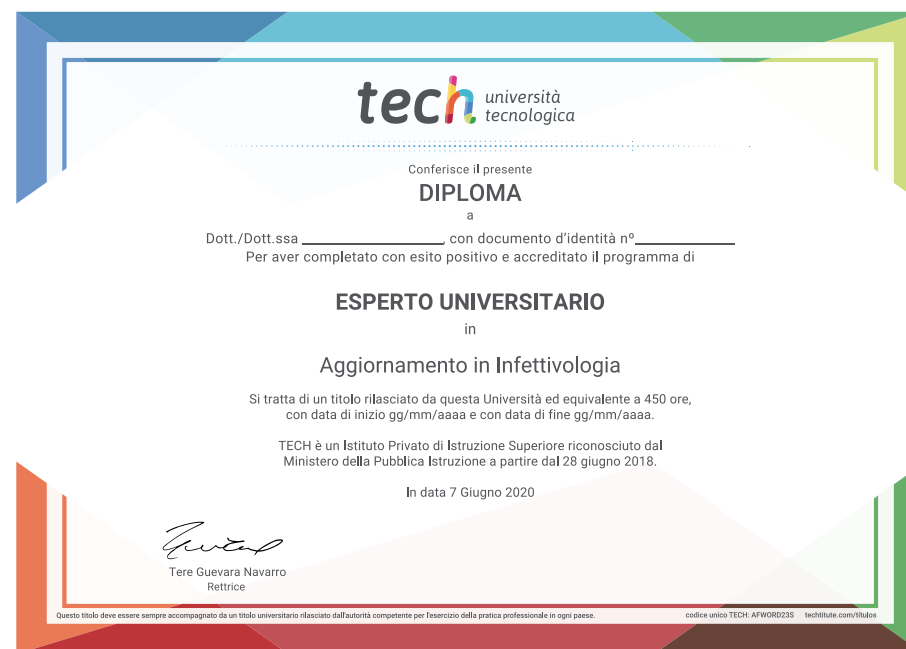 tech università
tecnologica
Conferisce il presente
DIPLOMA
a
Dott./Dott.ssa ____________________, con documento d'identità nº______________
Per aver completato con esito positivo e accreditato il programma di
ESPERTO UNIVERSITARIO
in
Aggiornamento in Infettivologia
Si tratta di un titolo rilasciato da questa Università ed equivalente a 450 ore,
con data di inizio gg/mm/aaaa e con data di fine gg/mm/aaaa.
TECH è un Istituto Privato di Istruzione Superiore riconosciuto dal
Ministero della Pubblica Istruzione a partire dal 28 giugno 2018.
In data 7 Giugno 2020
Tere Guevara Navarro
Rettrice
Questo titolo deve essere sempre accompagnato da un titolo universitario rilasciato dall'autorità competente per l'esercizio della pratica professionale in ogni paese. codice unico TECH: AFWORD23S techtitute.com/titulos